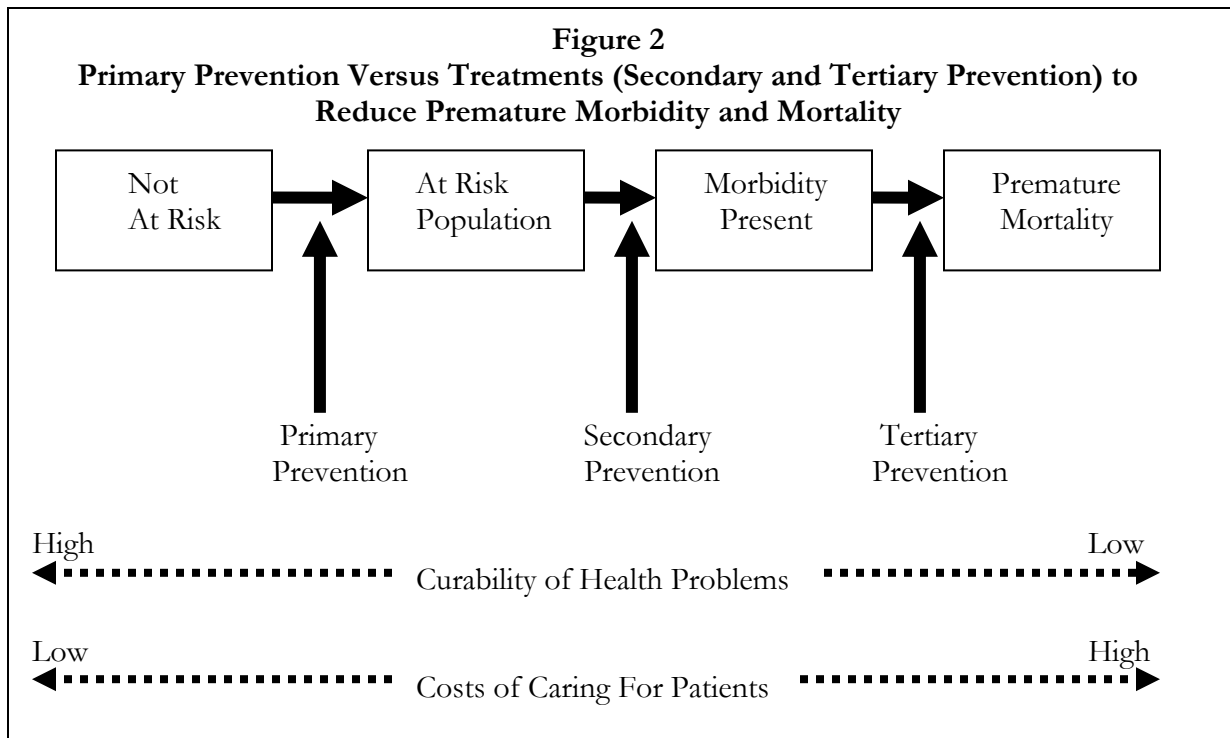 Figure 2
Primary Prevention Versus Treatments (Secondary and Tertiary Prevention) to
Reduce Premature Morbidity and Mortality
Not
At Risk
At Risk
Population
Morbidity
Present
Premature
Mortality
Primary
Prevention
Secondary
Prevention
Tertiary
Prevention
High
Low
Curability of Health Problems
Low
High
Costs of Caring For Patients